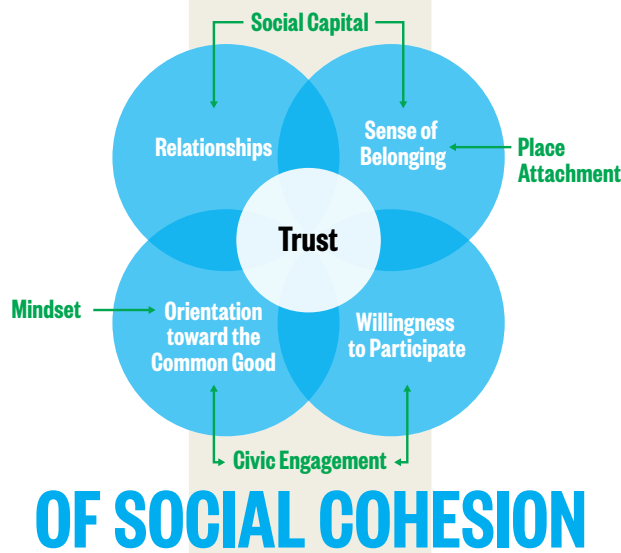 Social Capital
Relationships
Sense of
Belonging
Place
Attachment
Trust
Mindset
Orientation
toward the
Common Good
Willingness
to Participate
Civic Engagement
OF SOCIAL COHESION